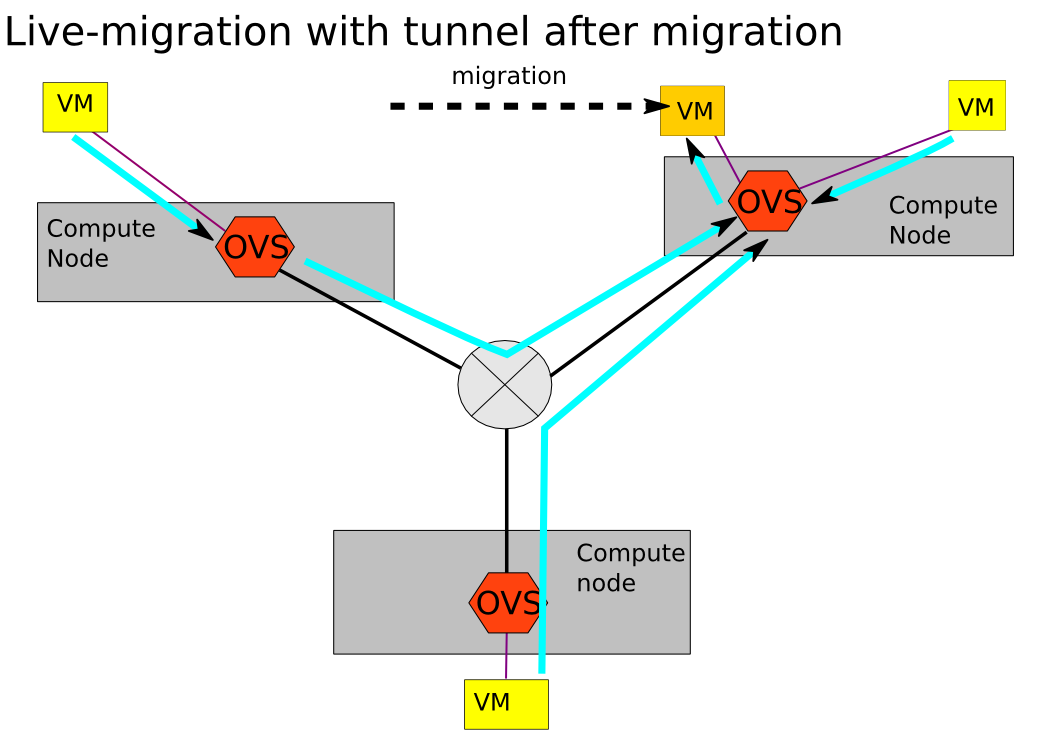 Live-migration with tunnel after migration
migration
VM
VM
VM
Compute
Node
OVS
OVS
Compute
Node
Compute
node
OVS
VM